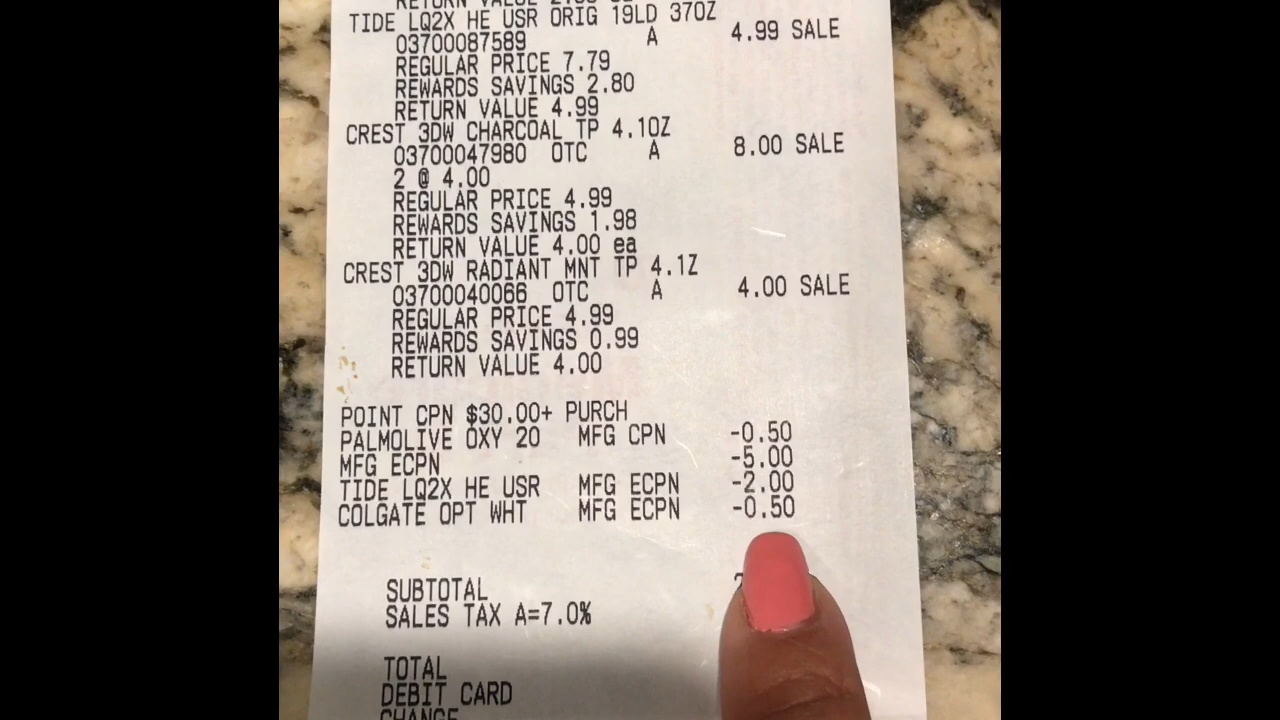 RETURN VALUE
TIDE LQ2X HE USR ORIG 19LD 37OZ
03700087589 A 4.99 SALE
REGULAR PRICE 7.79
REWARDS SAVINGS 2.80
RETURN VALUE 4.99
CREST 3DW CHARCOAL TP 4.1OZ
03700047980 OTC A 8.00 SALE
2 @ 4.00
REGULAR PRICE 4.99
REWARDS SAVINGS 1.98
RETURN VALUE 4.00 ea
CREST 3DW RADIANT MNT TP 4.1Z
03700040066 OTC A 4.00 SALE
REGULAR PRICE 4.99
REWARDS SAVINGS 0.99
RETURN VALUE 4.00
POINT CPN $30.00+ PURCH
PALMOLIVE OXY 20 MFG CPN -0.50
MFG ECPN -5.00
TIDE LQ2X HE USR MFG ECPN -2.00
COLGATE OPT WHT MFG ECPN -0.50
SUBTOTAL
SALES TAX A=7.0%
TOTAL
DEBIT CARD
CHANGE